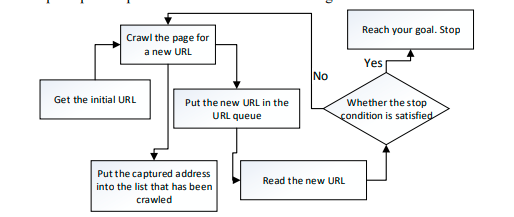 Reach your goal. Stop
Crawl the page for
a new URL
Yes
No
Get the initial URL
Put the new URL in the
URL queue
Whether the stop
condition is satisfied
Put the captured address
into the list that has been
crawled
Read the new URL